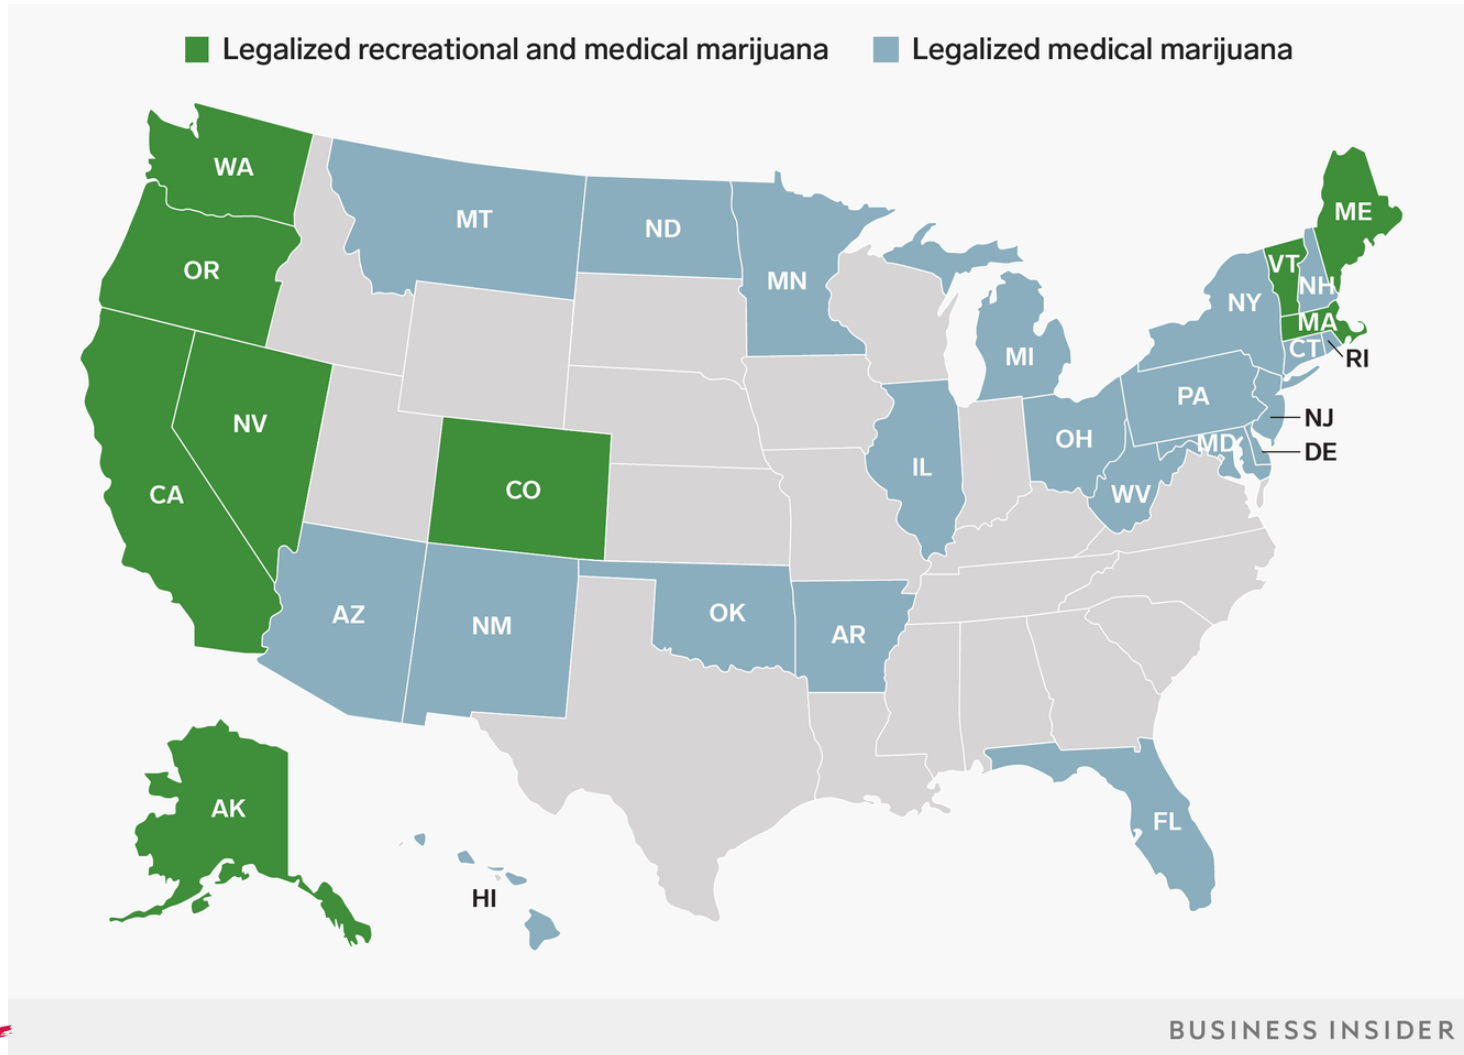 Legalized recreational and medical marijuana
Legalized medical marijuana
WA
MT
ND
ME
OR
MN
VT
NH
NY
MA
MI
CT
RI
PA
NV
NJ
OH
MD
DE
IL
CA
CO
WV
AZ
NM
OK
AR
AK
FL
HI
BUSINESS INSIDER